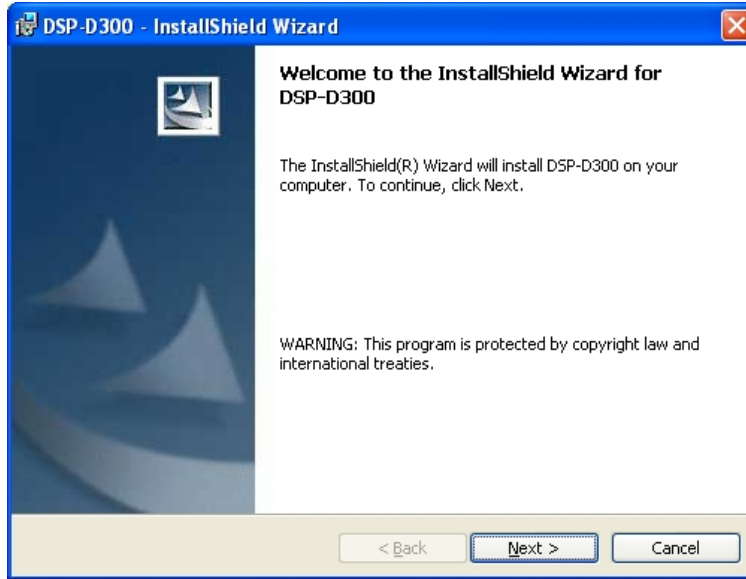 DSP-D300 - InstallShield Wizard
Welcome to the InstallShield Wizard for
DSP-D300
The InstallShield(R) Wizard will install DSP-D300 on your
computer. To continue, click Next.
WARNING: This program is protected by copyright law and
international treaties.
< Back Next > Cancel